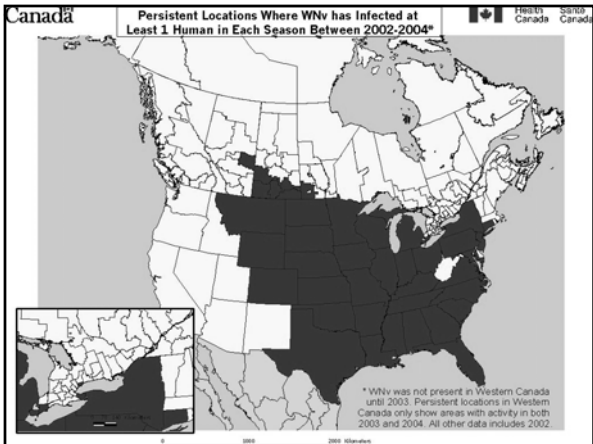 Canada
Persistent Locations Where WNv has Infected at
Least 1 Human in Each Season Between 2002-2004*
Health Santé
Canada Canada
* WNv was not present in Western Canada
until 2003. Persistent locations in Western
Canada only show areas with activity in both
2003 and 2004. All other data includes 2002.
0 1000 2000 Kilometers